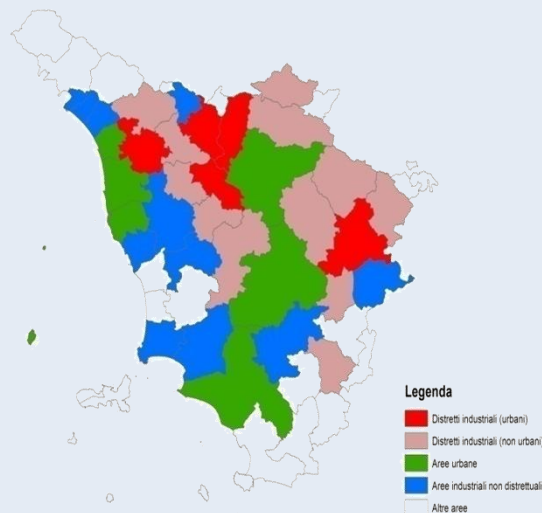 Legenda
Distretti industriali (urbani)
Distretti industriali (non urbani)
Aree urbane
Aree industriali non distrettuali
Altre aree